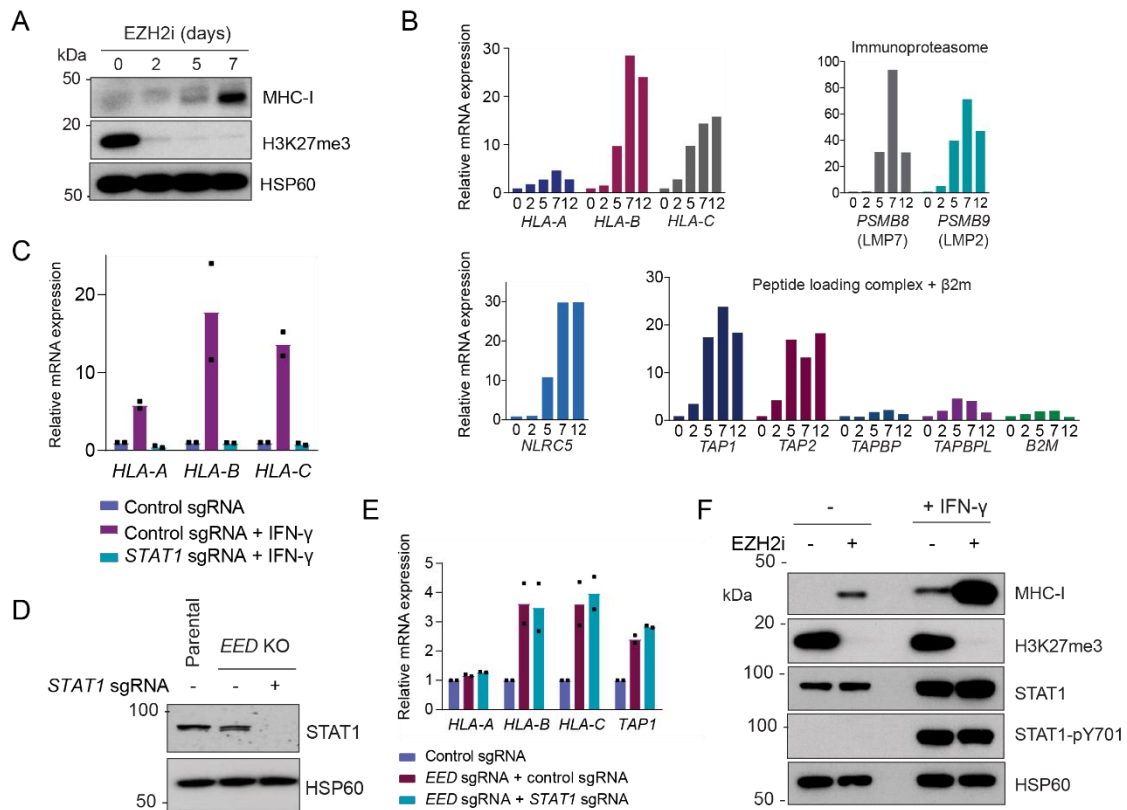 A
EZH2i (days)
kDa
0 2 5 7
50
MHC-I
20
H3K27me3
HSP60
50
B
Relative mRNA expression
30
20
10
0
0 2 5 7 12 0 2 5 7 12 0 2 5 7 12
HLA-A HLA-B HLA-C
Immunoproteasome
100
80
60
40
20
0
0 2 5 7 12 0 2 5 7 12
PSMB8 PSMB9
(LMP7) (LMP2)
Relative mRNA expression
30
20
10
0
0 2 5 7 12
NLRC5
Peptide loading complex + β2m
30
20
10
0
0 2 5 7 12 0 2 5 7 12 0 2 5 7 12 0 2 5 7 12 0 2 5 7 12
TAP1 TAP2 TAPBP TAPBPL B2M
C
Relative mRNA expression
20
10
0
HLA-A HLA-B HLA-C
Control sgRNA
Control sgRNA + IFN-γ
STAT1 sgRNA + IFN-γ
D
Parental
EED KO
STAT1 sgRNA - - +
100
STAT1
HSP60
50
E
Relative mRNA expression
5
4
3
2
1
0
HLA-A HLA-B HLA-C TAP1
Control sgRNA
EED sgRNA + control sgRNA
EED sgRNA + STAT1 sgRNA
F
- + IFN-γ
EZH2i - + - +
50
kDa
MHC-I
20
H3K27me3
100
STAT1
100
STAT1-pY701
HSP60
50